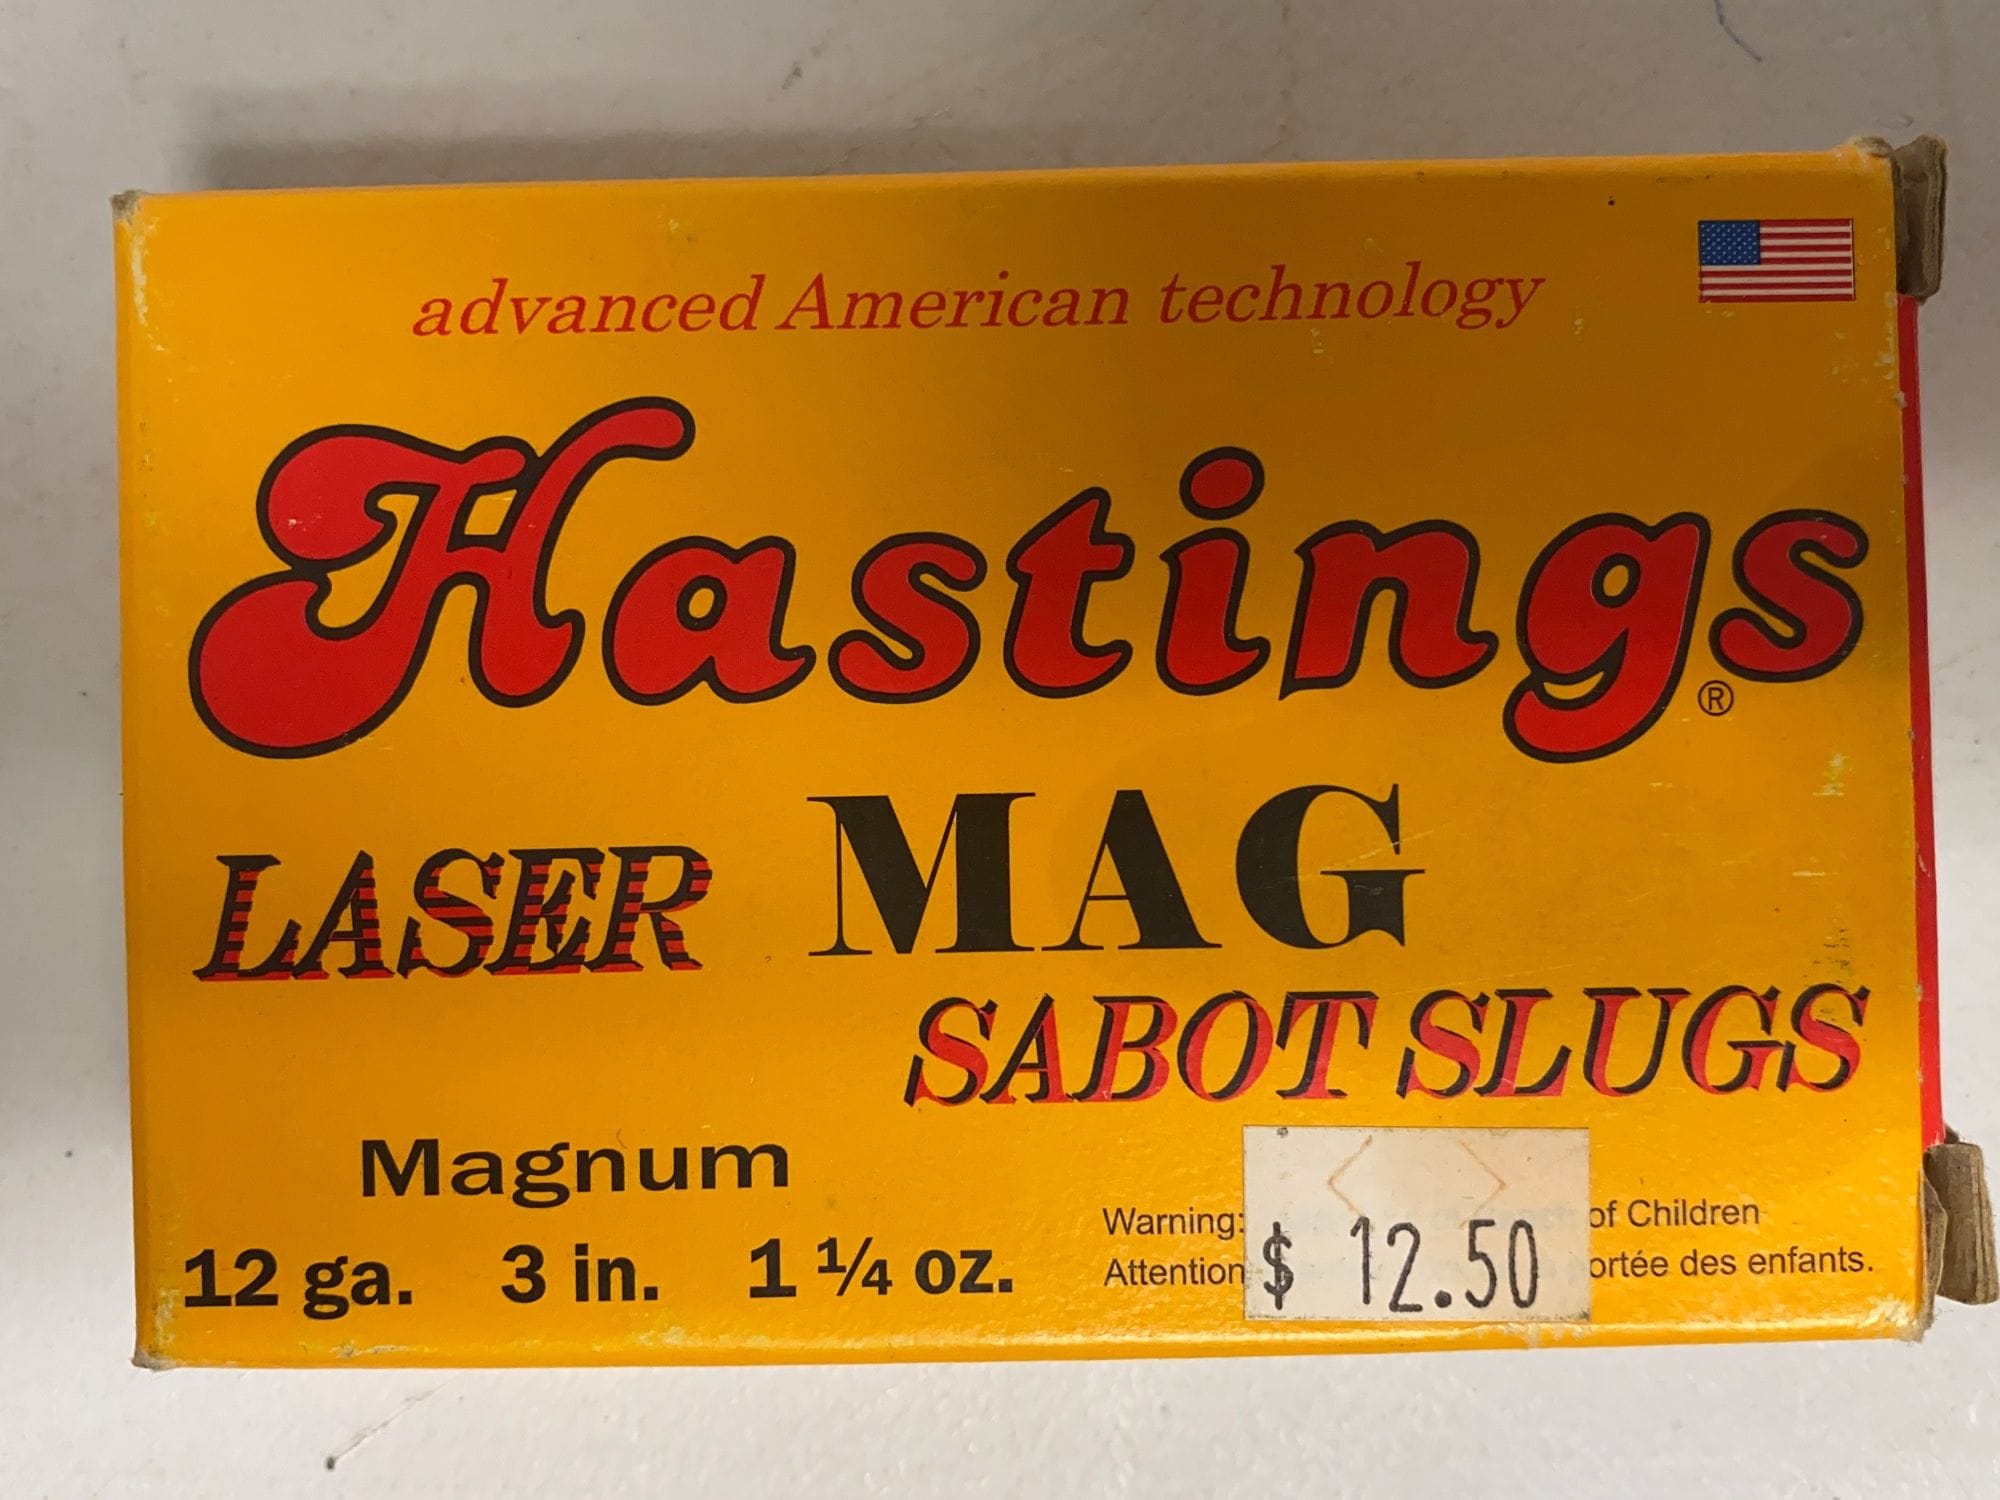 advanced American technology
Hastings®
LASER MAG
SABOT SLUGS
Magnum
12 ga. 3 in. 1 1/4 oz.
Warning: of Children
Attention ortée des enfants.
$ 12.50